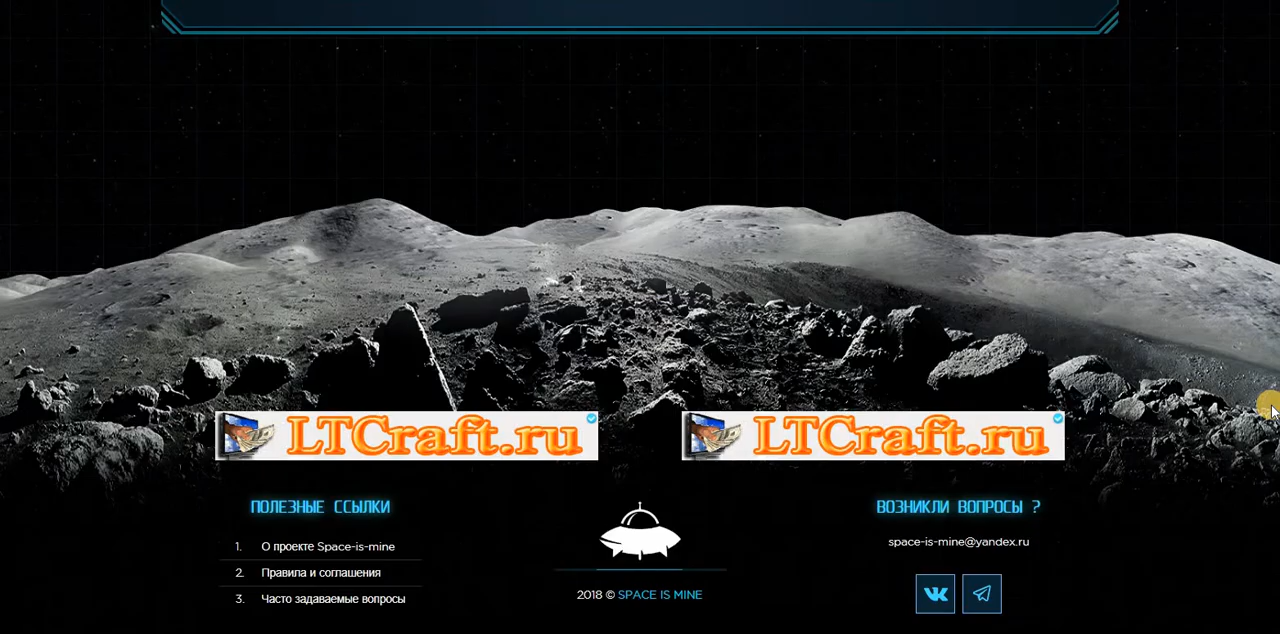 LTCraft.ru
LTCraft.ru
ПОЛЕЗНЫЕ ССЫЛКИ
1. О проекте Space-is-mine
2. Правила и соглашения
3. Часто задаваемые вопросы
2018 © SPACE IS MINE
ВОЗНИКЛИ ВОПРОСЫ ?
space-is-mine@yandex.ru